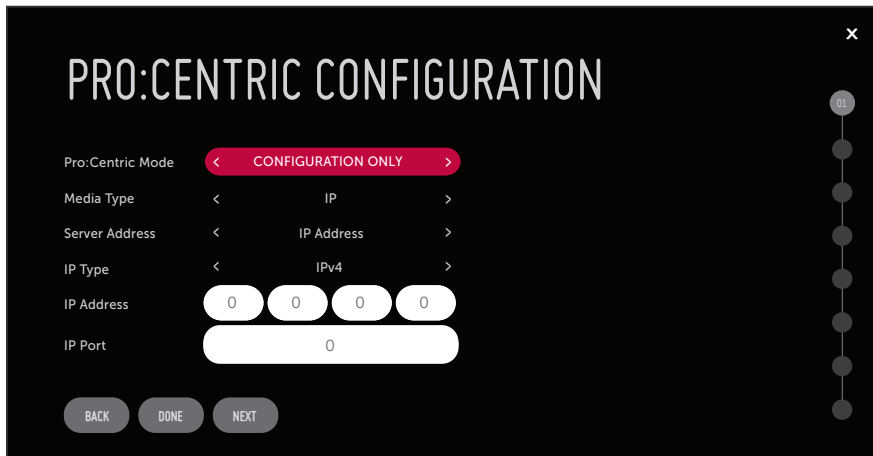 X
PRO:CENTRIC CONFIGURATION
01
Pro:Centric Mode < CONFIGURATION ONLY >
Media Type < IP >
Server Address < IP Address >
IP Type < IPv4 >
IP Address 0 0 0 0
IP Port 0
BACK DONE NEXT